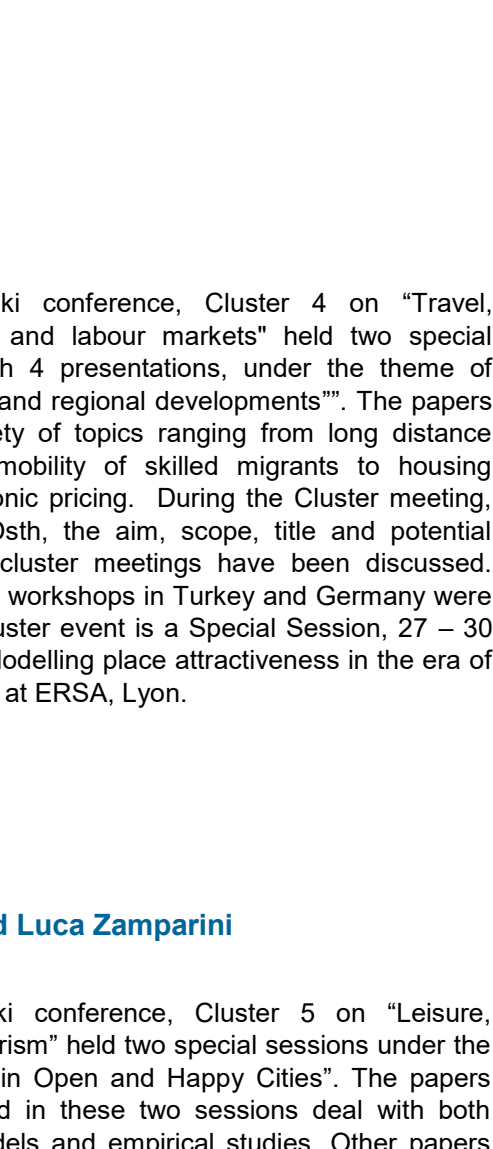 ki conference, Cluster 4 on “Travel,
and labour markets" held two special
h 4 presentations, under the theme of
and regional developments””. The papers
ety of topics ranging from long distance
mobility of skilled migrants to housing
onic pricing. During the Cluster meeting,
Osth, the aim, scope, title and potential
cluster meetings have been discussed.
workshops in Turkey and Germany were
uster event is a Special Session, 27 – 30
lodelling place attractiveness in the era of
at ERSA, Lyon.
d Luca Zamparini
ki conference, Cluster 5 on “Leisure,
rism” held two special sessions under the
in Open and Happy Cities”. The papers
d in these two sessions deal with both
dels and empirical studies. Other papers